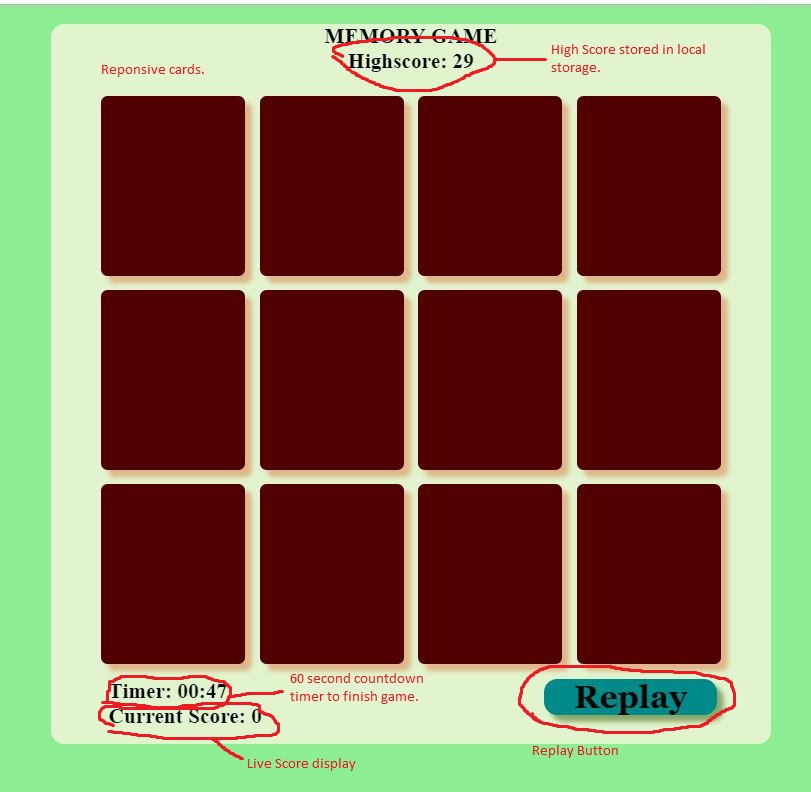 MEMORY GAME
Highscore: 29
High Score stored in local
storage.
Reponsive cards.
Timer: 00:47
60 second countdown
timer to finish game.
Current Score: 0
Replay
Replay Button
Live Score display